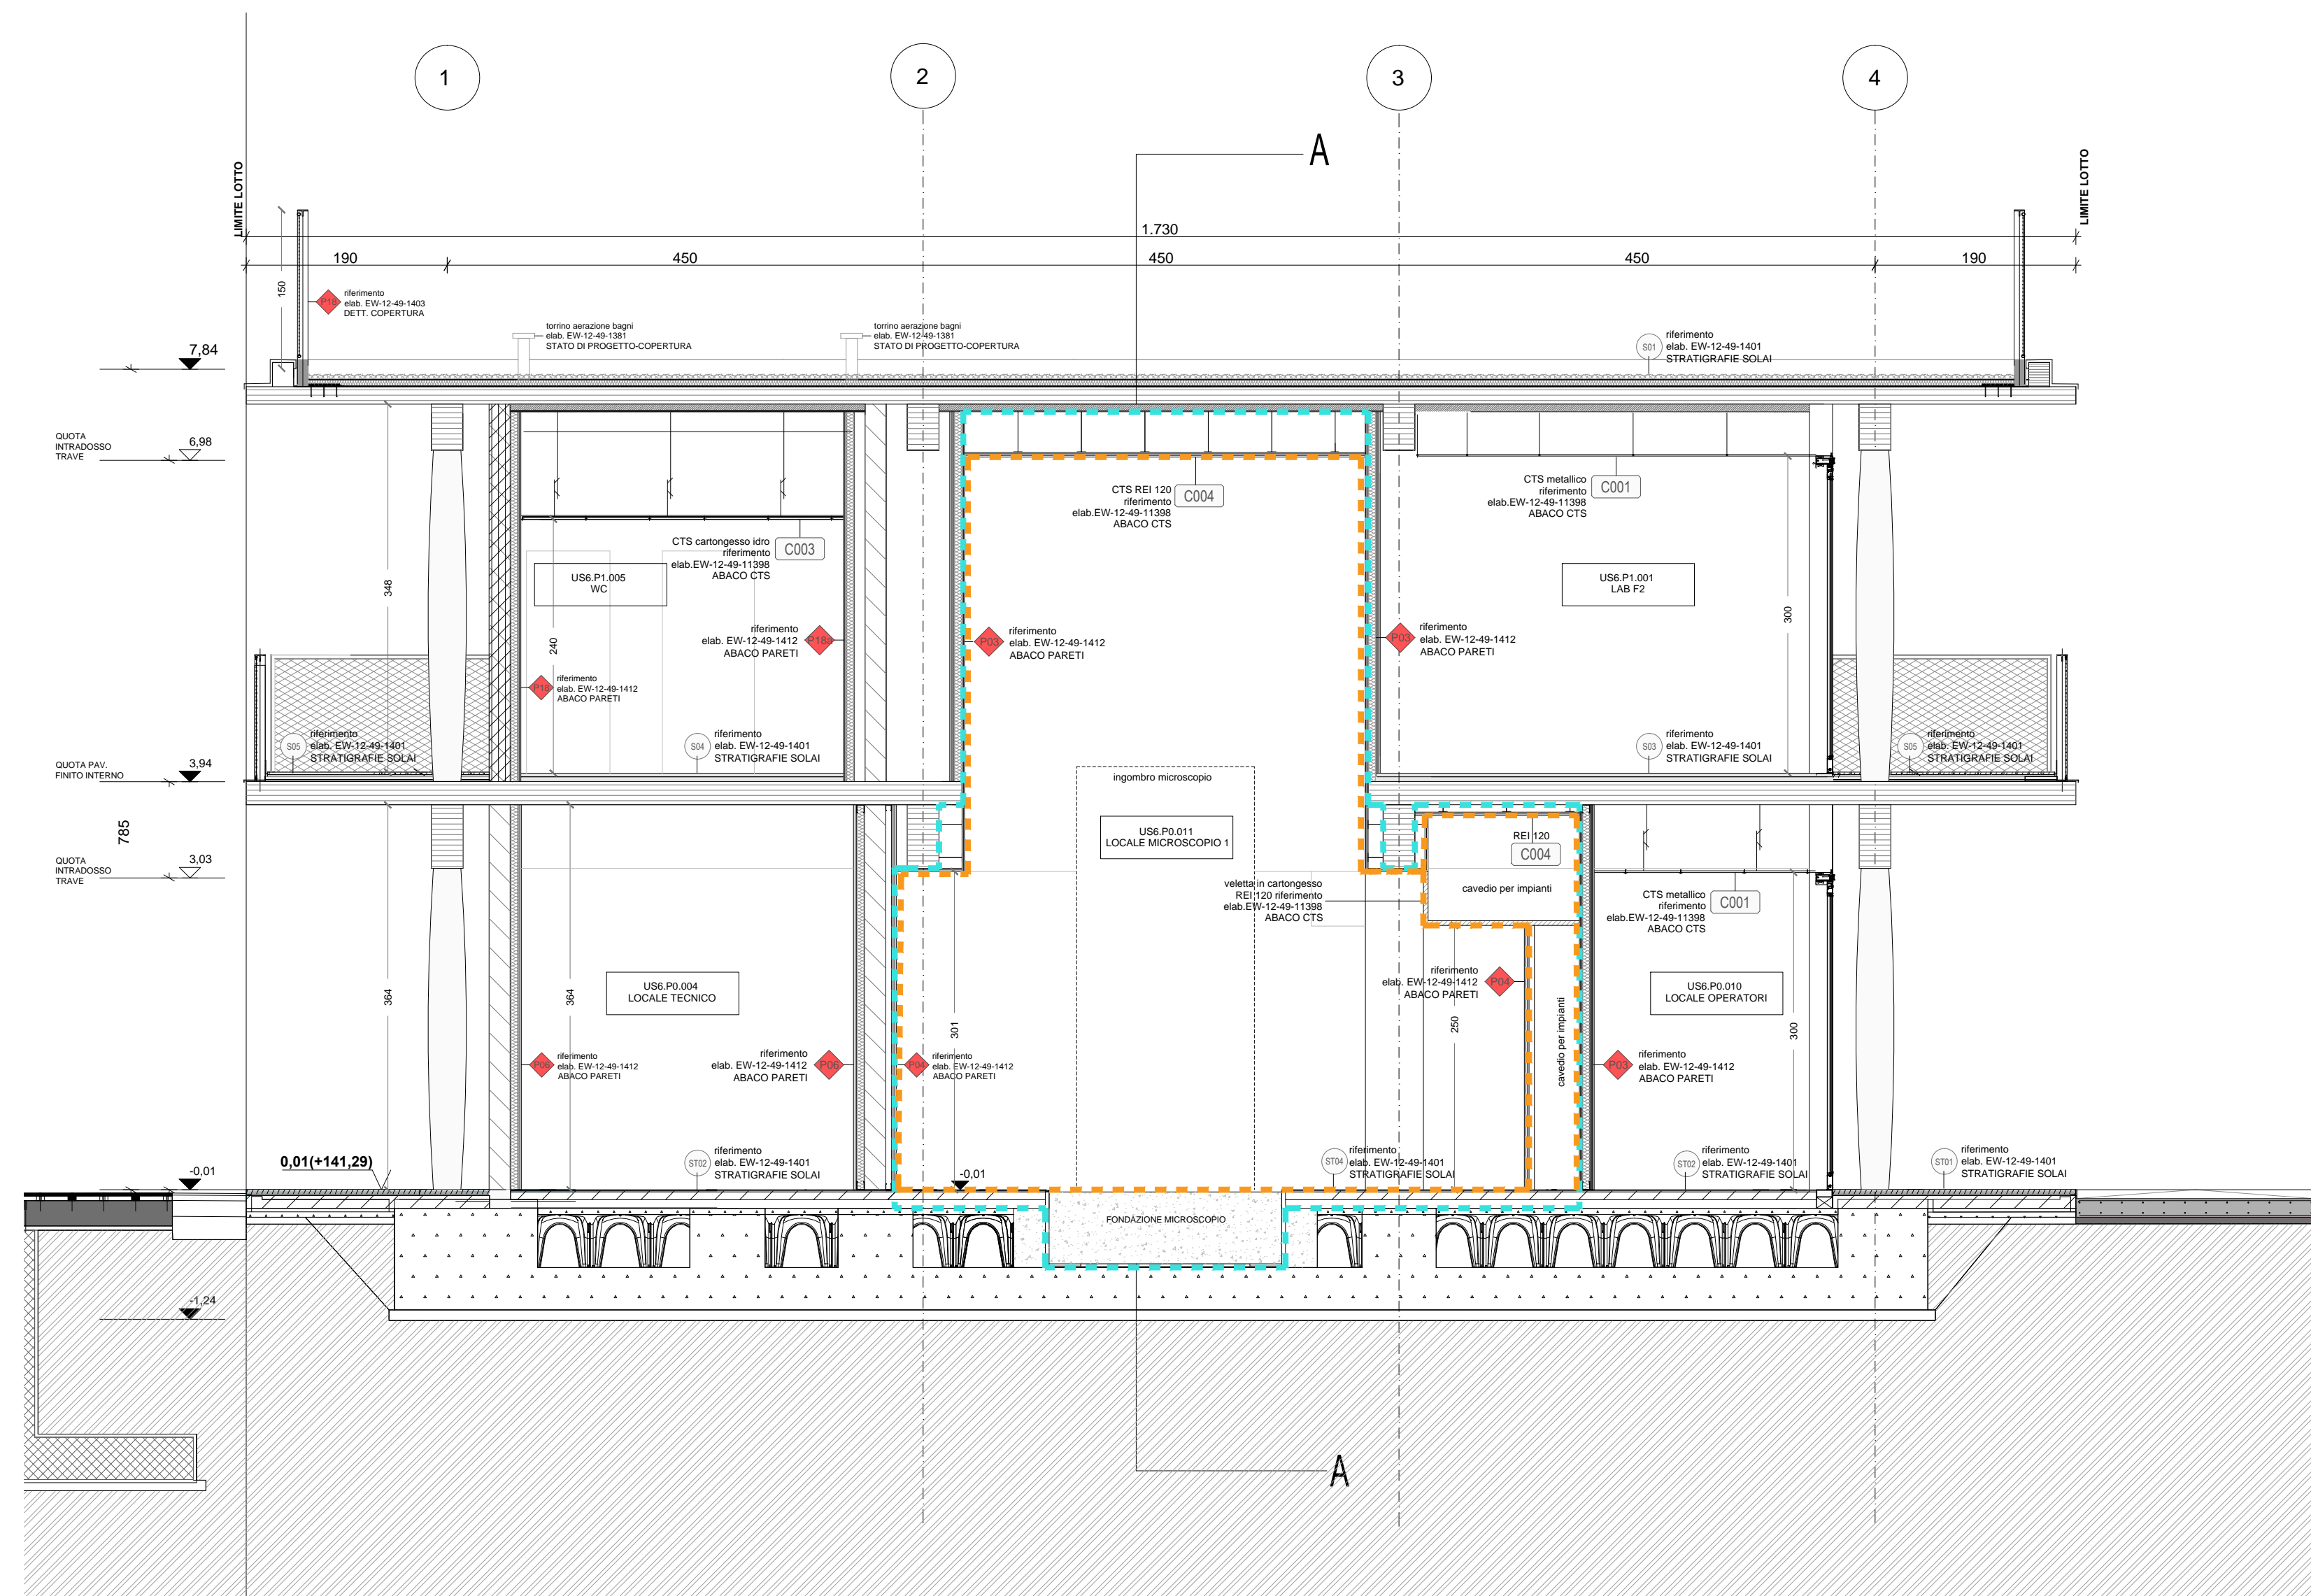 1
2
3
4
A
LIMITE LOTTO
LIMITE LOTTO
1.730
190
450
450
450
190
150
P18
riferimento
elab. EW-12-49-1403
DETT. COPERTURA
torrino aerazione bagni
elab. EW-12-49-1381
STATO DI PROGETTO-COPERTURA
torrino aerazione bagni
elab. EW-12-49-1381
STATO DI PROGETTO-COPERTURA
S01
riferimento
elab. EW-12-49-1401
STRATIGRAFIE SOLAI
7,84
QUOTA
INTRADOSSO
TRAVE
6,98
CTS REI 120
riferimento
elab.EW-12-49-11398
ABACO CTS
C004
CTS metallico
riferimento
elab.EW-12-49-11398
ABACO CTS
C001
CTS cartongesso idro
riferimento
elab.EW-12-49-11398
ABACO CTS
C003
US6.P1.005
WC
US6.P1.001
LAB F2
348
240
300
riferimento
elab. EW-12-49-1412
ABACO PARETI
P18a
P03
riferimento
elab. EW-12-49-1412
ABACO PARETI
P03
riferimento
elab. EW-12-49-1412
ABACO PARETI
P18
riferimento
elab. EW-12-49-1412
ABACO PARETI
S05
riferimento
elab. EW-12-49-1401
STRATIGRAFIE SOLAI
S04
riferimento
elab. EW-12-49-1401
STRATIGRAFIE SOLAI
S03
riferimento
elab. EW-12-49-1401
STRATIGRAFIE SOLAI
S05
riferimento
elab. EW-12-49-1401
STRATIGRAFIE SOLAI
QUOTA PAV.
FINITO INTERNO
3,94
785
ingombro microscopio
US6.P0.011
LOCALE MICROSCOPIO 1
REI 120
C004
cavedio per impianti
QUOTA
INTRADOSSO
TRAVE
3,03
veletta in cartongesso
REI 120 riferimento
elab.EW-12-49-11398
ABACO CTS
CTS metallico
riferimento
elab.EW-12-49-11398
ABACO CTS
C001
US6.P0.004
LOCALE TECNICO
riferimento
elab. EW-12-49-1412
ABACO PARETI
P04
US6.P0.010
LOCALE OPERATORI
364
364
301
250
cavedio per impianti
300
P06
riferimento
elab. EW-12-49-1412
ABACO PARETI
riferimento
elab. EW-12-49-1412
ABACO PARETI
P06
P04
riferimento
elab. EW-12-49-1412
ABACO PARETI
P03
riferimento
elab. EW-12-49-1412
ABACO PARETI
-0,01
0,01(+141,29)
ST02
riferimento
elab. EW-12-49-1401
STRATIGRAFIE SOLAI
-0,01
ST04
riferimento
elab. EW-12-49-1401
STRATIGRAFIE SOLAI
ST02
riferimento
elab. EW-12-49-1401
STRATIGRAFIE SOLAI
ST01
riferimento
elab. EW-12-49-1401
STRATIGRAFIE SOLAI
FONDAZIONE MICROSCOPIO
-1,24
A